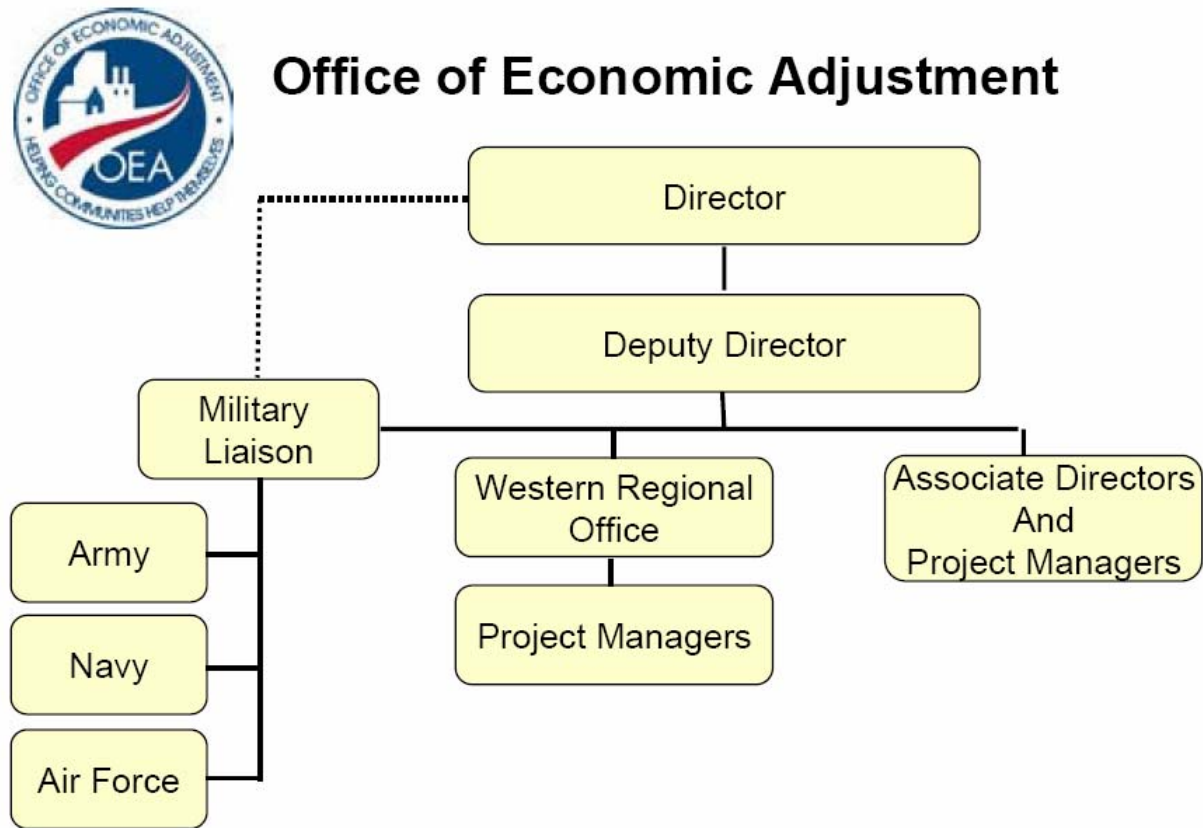 OFFICE OF ECONOMIC ADJUSTMENT
OEA
HELPING COMMUNITIES HELP THEMSELVES
Office of Economic Adjustment
Director
Deputy Director
Military
Liaison
Western Regional
Office
Associate Directors
And
Project Managers
Army
Project Managers
Navy
Air Force